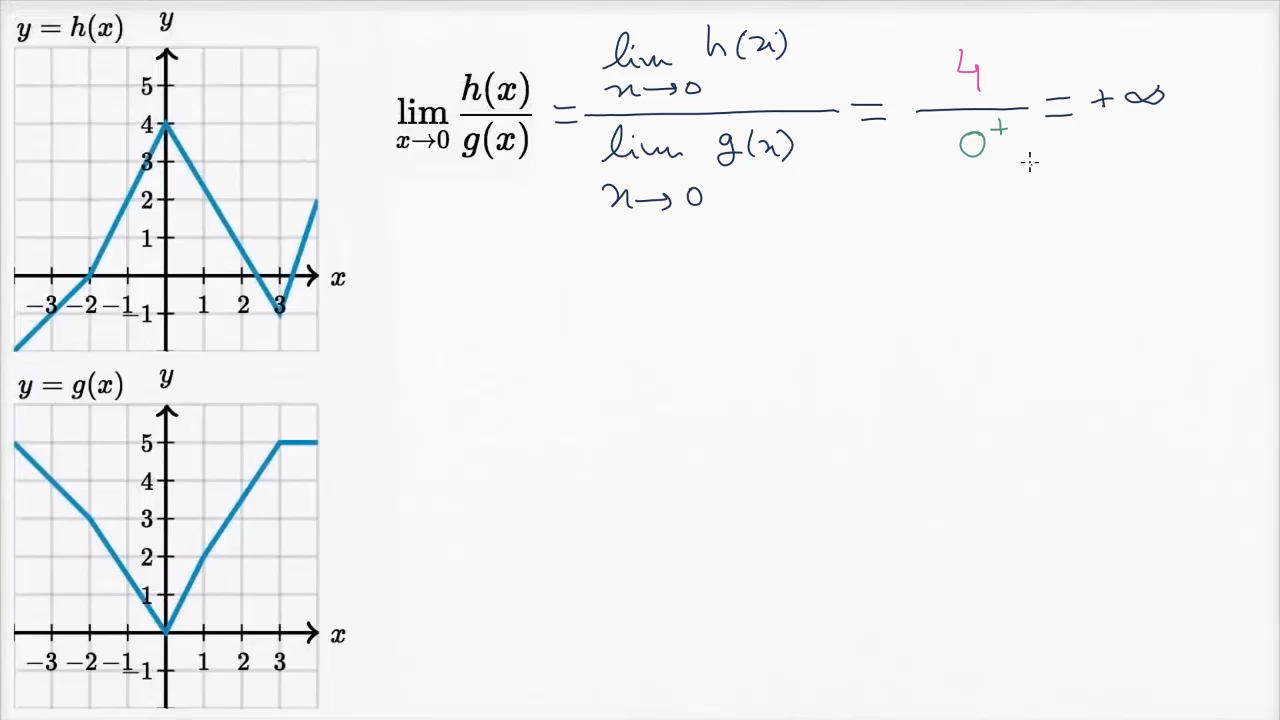 y = h(x)
y
5
4
3
2
1
−3 −2 −1 1 2 3
−1
x
y = g(x)
y
5
4
3
2
1
−3 −2 −1 1 2 3
−1
x
lim x→0 h(x)/g(x) = lim x→0 h(x) / lim x→0 g(x) = 4/0⁺ = +∞